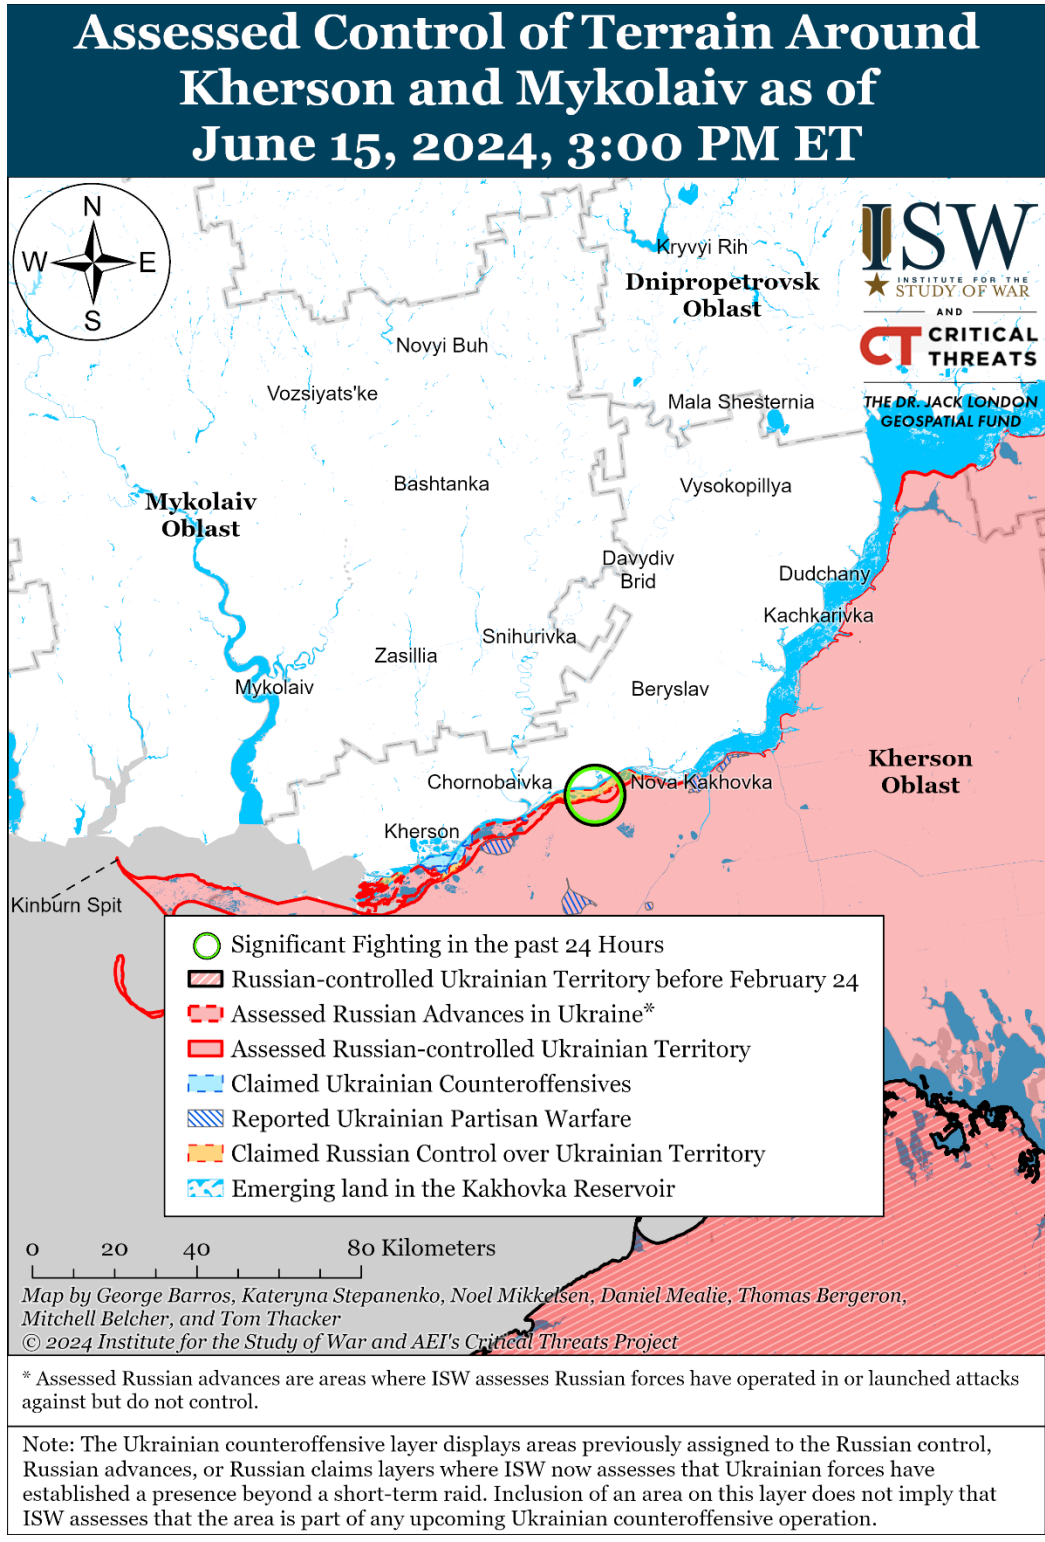 Assessed Control of Terrain Around
Kherson and Mykolaiv as of
June 15, 2024, 3:00 PM ET
N
W E
S
ISW
INSTITUTE FOR THE
STUDY OF WAR
AND
CT CRITICAL
THREATS
THE DR. JACK LONDON
GEOSPATIAL FUND
Kryvyi Rih
Dnipropetrovsk
Oblast
Novyi Buh
Vozsiyats'ke
Mala Shesternia
Bashtanka
Vysokopillya
Mykolaiv
Oblast
Davydiv
Brid
Dudchany
Kachkarivka
Snihurivka
Zasillia
Mykolaiv
Beryslav
Kherson
Oblast
Chornobaivka
Nova Kakhovka
Kherson
Kinburn Spit
Significant Fighting in the past 24 Hours
Russian-controlled Ukrainian Territory before February 24
Assessed Russian Advances in Ukraine*
Assessed Russian-controlled Ukrainian Territory
Claimed Ukrainian Counteroffensives
Reported Ukrainian Partisan Warfare
Claimed Russian Control over Ukrainian Territory
Emerging land in the Kakhovka Reservoir
0 20 40 80 Kilometers
Map by George Barros, Kateryna Stepanenko, Noel Mikkelsen, Daniel Mealie, Thomas Bergeron,
Mitchell Belcher, and Tom Thacker
© 2024 Institute for the Study of War and AEI's Critical Threats Project
* Assessed Russian advances are areas where ISW assesses Russian forces have operated in or launched attacks
against but do not control.
Note: The Ukrainian counteroffensive layer displays areas previously assigned to the Russian control,
Russian advances, or Russian claims layers where ISW now assesses that Ukrainian forces have
established a presence beyond a short-term raid. Inclusion of an area on this layer does not imply that
ISW assesses that the area is part of any upcoming Ukrainian counteroffensive operation.